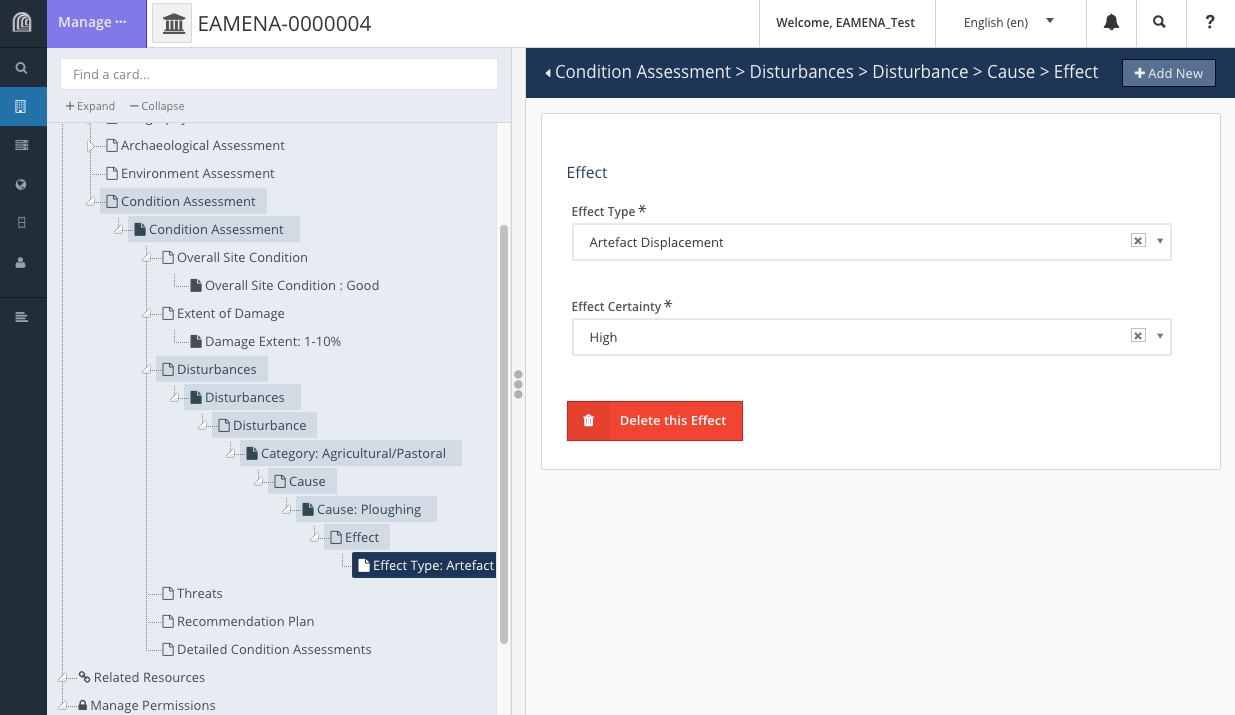 Manage
EAMENA-0000004
Welcome, EAMENA_Test
English (en)
?
Find a card...
Expand
Collapse
Condition Assessment > Disturbances > Disturbance > Cause > Effect
Add New
Archaeological Assessment
Environment Assessment
Condition Assessment
Condition Assessment
Overall Site Condition
Overall Site Condition : Good
Extent of Damage
Damage Extent: 1-10%
Disturbances
Disturbances
Disturbance
Category: Agricultural/Pastoral
Cause
Cause: Ploughing
Effect
Effect Type: Artefact
Threats
Recommendation Plan
Detailed Condition Assessments
Related Resources
Manage Permissions
Effect
Effect Type *
Artefact Displacement
Effect Certainty *
High
Delete this Effect